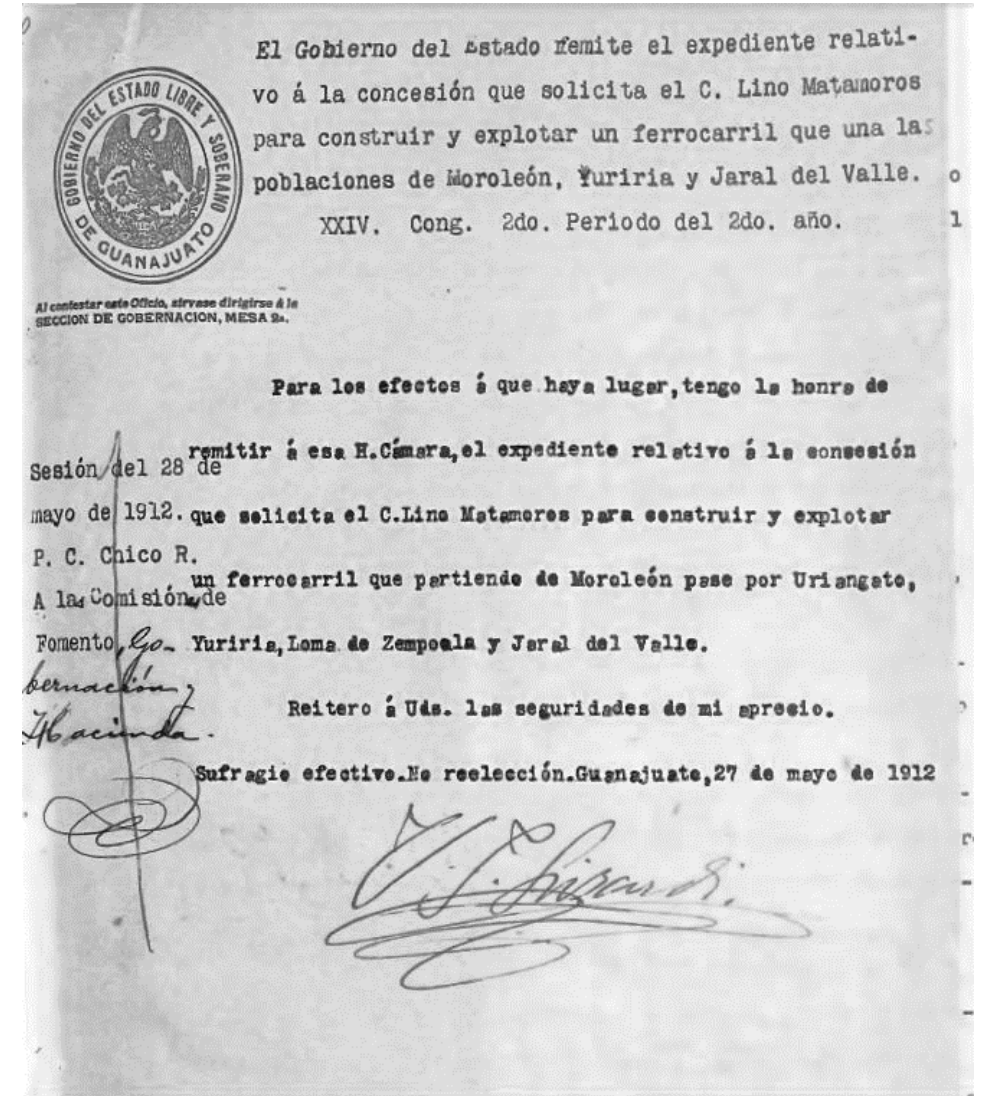 El Gobierno del Estado remite el expediente relati-
vo á la concesión que solicita el C. Lino Matamoros
para construir y explotar un ferrocarril que una las
poblaciones de Moroleón, Yuriria y Jaral del Valle.
XXIV. Cong. 2do. Periodo del 2do. año.
o
l
GOBIERNO DEL ESTADO LIBRE Y SOBERANO
DE GUANAJUATO
Al contestar este Oficio, sirvase dirigirse á la
SECCION DE GOBERNACION, MESA 2a.
Para los efectos á que haya lugar, tengo la honra de
remitir á esa H. Cámara, el expediente relativo á la concesión
que solicita el C. Lino Matamoros para construir y explotar
un ferrocarril que partiendo de Moroleón pase por Uriangato,
Yuriria, Loma de Zempoala y Jaral del Valle.
Reitero á Uds. las seguridades de mi aprecio.
Sufragio efectivo. No reelección. Guanajuato, 27 de mayo de 1912
Sesión del 28 de
mayo de 1912.
P. C. Chico R.
A las Comisión de
Fomento, Go-
bernación y
Hacienda.